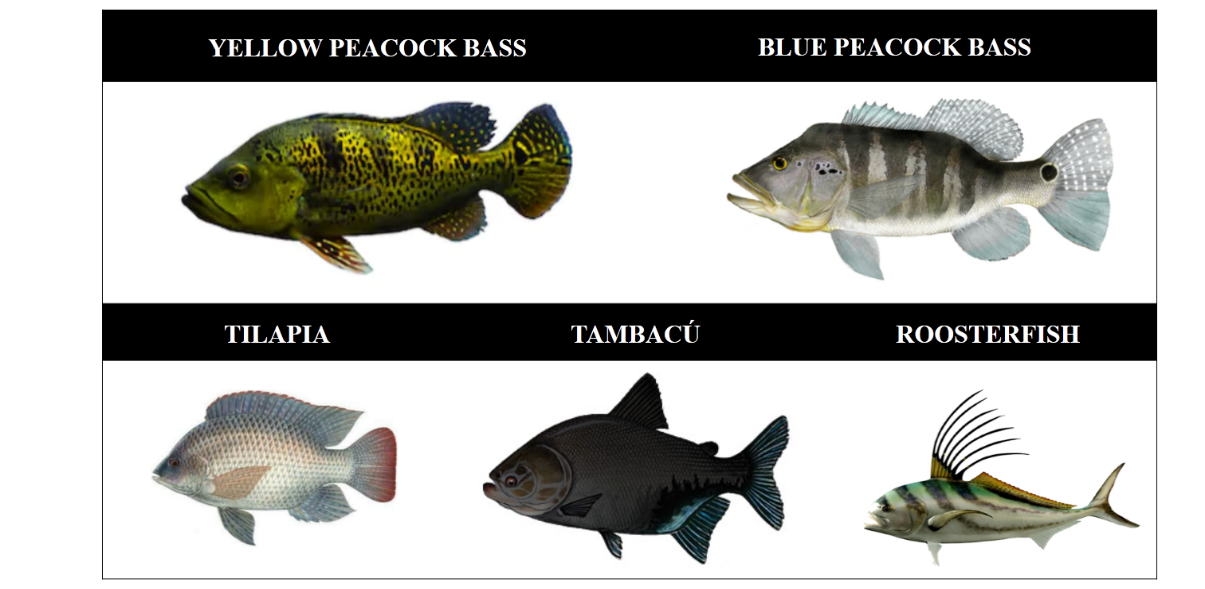 YELLOW PEACOCK BASS
BLUE PEACOCK BASS
TILAPIA
TAMBACÚ
ROOSTERFISH